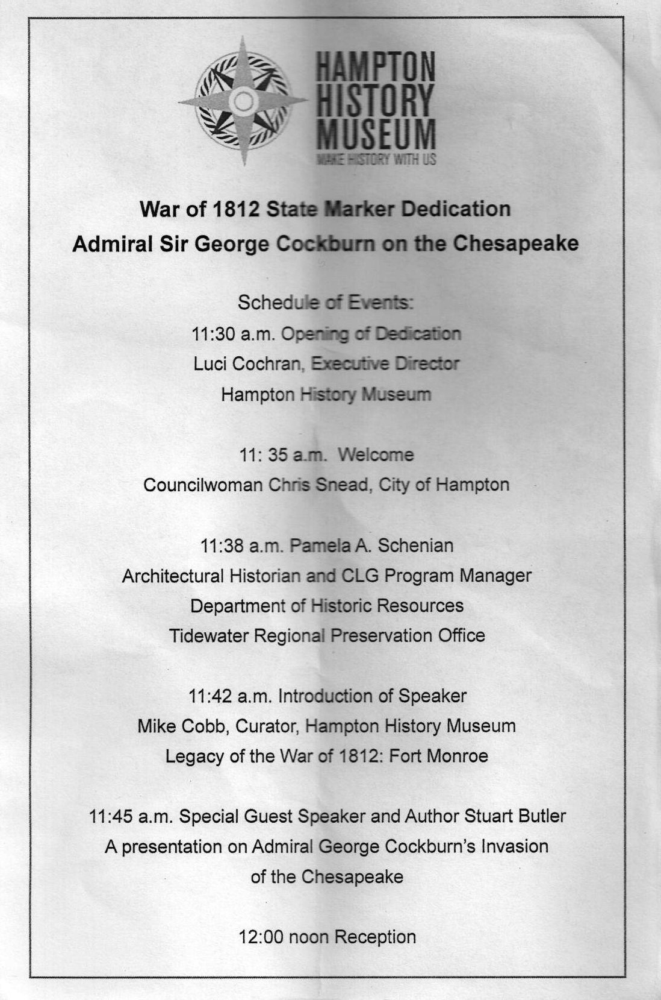 HAMPTON
HISTORY
MUSEUM
MAKE HISTORY WITH US
War of 1812 State Marker Dedication
Admiral Sir George Cockburn on the Chesapeake
Schedule of Events:
11:30 a.m. Opening of Dedication
Luci Cochran, Executive Director
Hampton History Museum
11: 35 a.m. Welcome
Councilwoman Chris Snead, City of Hampton
11:38 a.m. Pamela A. Schenian
Architectural Historian and CLG Program Manager
Department of Historic Resources
Tidewater Regional Preservation Office
11:42 a.m. Introduction of Speaker
Mike Cobb, Curator, Hampton History Museum
Legacy of the War of 1812: Fort Monroe
11:45 a.m. Special Guest Speaker and Author Stuart Butler
A presentation on Admiral George Cockburn's Invasion
of the Chesapeake
12:00 noon Reception